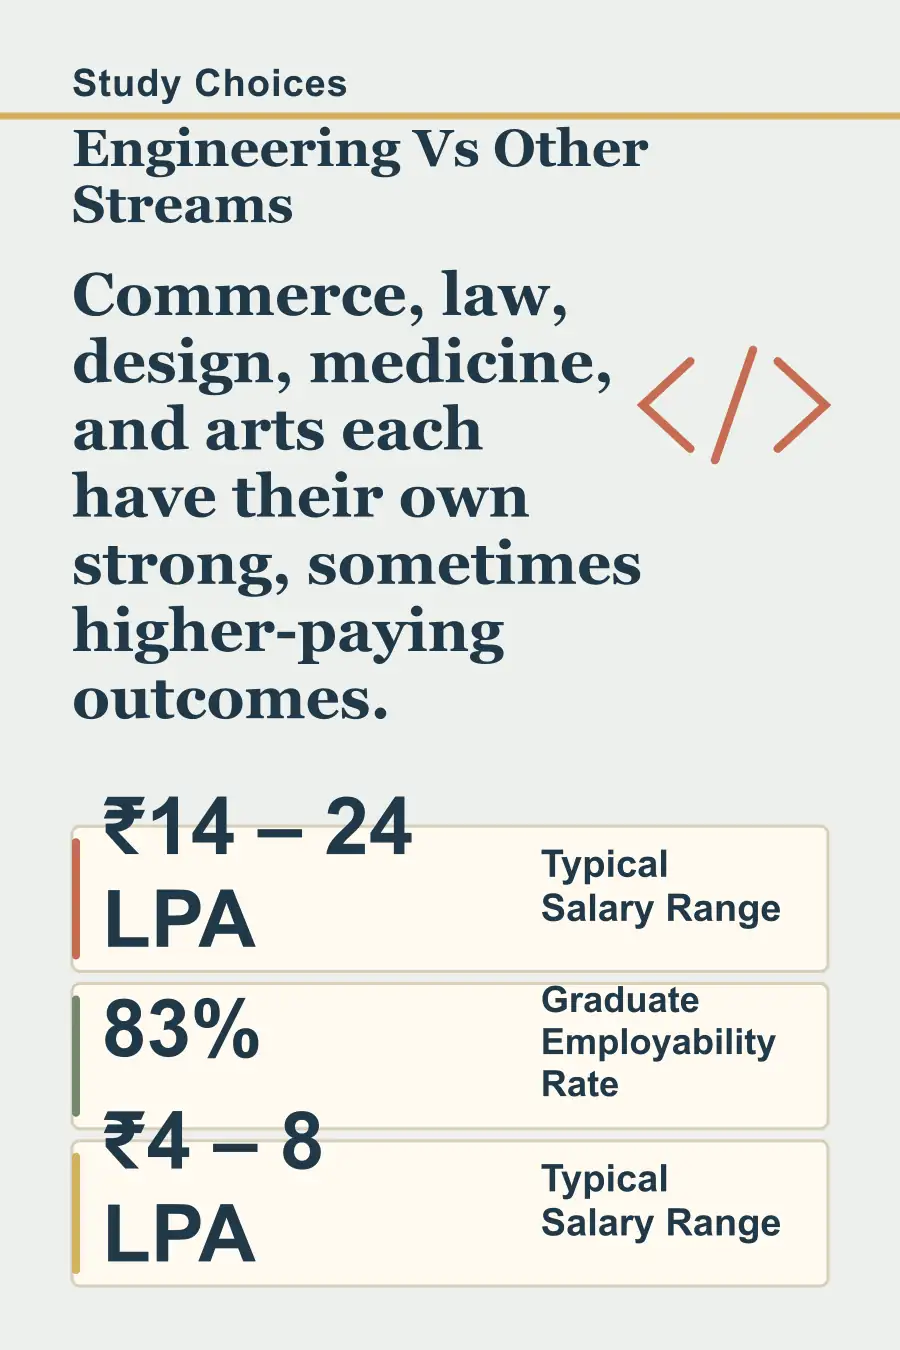 Study Choices
Engineering Vs Other
Streams
Commerce, law,
design, medicine,
and arts each
have their own
strong, sometimes
higher-paying
outcomes.
₹14 – 24
LPA
Typical
Salary Range
83%
Graduate
Employability
Rate
₹4 – 8
LPA
Typical
Salary Range